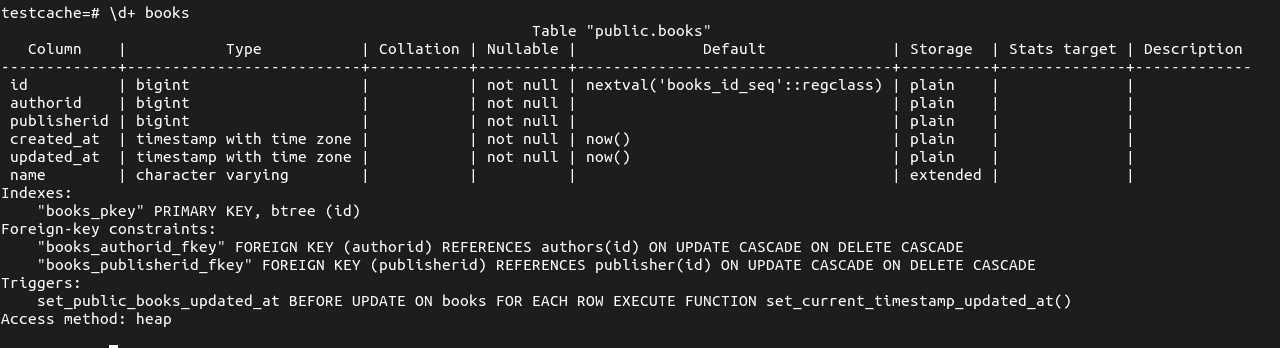 testcache=# \d+ books
                                                           Table "public.books"
   Column    |           Type           | Collation | Nullable |              Default              | Storage  | Stats target | Description 
-------------+--------------------------+-----------+----------+-----------------------------------+----------+--------------+-------------
 id          | bigint                   |           | not null | nextval('books_id_seq'::regclass) | plain    |              | 
 authorid    | bigint                   |           | not null |                                   | plain    |              | 
 publisherid | bigint                   |           | not null |                                   | plain    |              | 
 created_at  | timestamp with time zone |           | not null | now()                             | plain    |              | 
 updated_at  | timestamp with time zone |           | not null | now()                             | plain    |              | 
 name        | character varying        |           |          |                                   | extended |              | 
Indexes:
    "books_pkey" PRIMARY KEY, btree (id)
Foreign-key constraints:
    "books_authorid_fkey" FOREIGN KEY (authorid) REFERENCES authors(id) ON UPDATE CASCADE ON DELETE CASCADE
    "books_publisherid_fkey" FOREIGN KEY (publisherid) REFERENCES publisher(id) ON UPDATE CASCADE ON DELETE CASCADE
Triggers:
    set_public_books_updated_at BEFORE UPDATE ON books FOR EACH ROW EXECUTE FUNCTION set_current_timestamp_updated_at()
Access method: heap